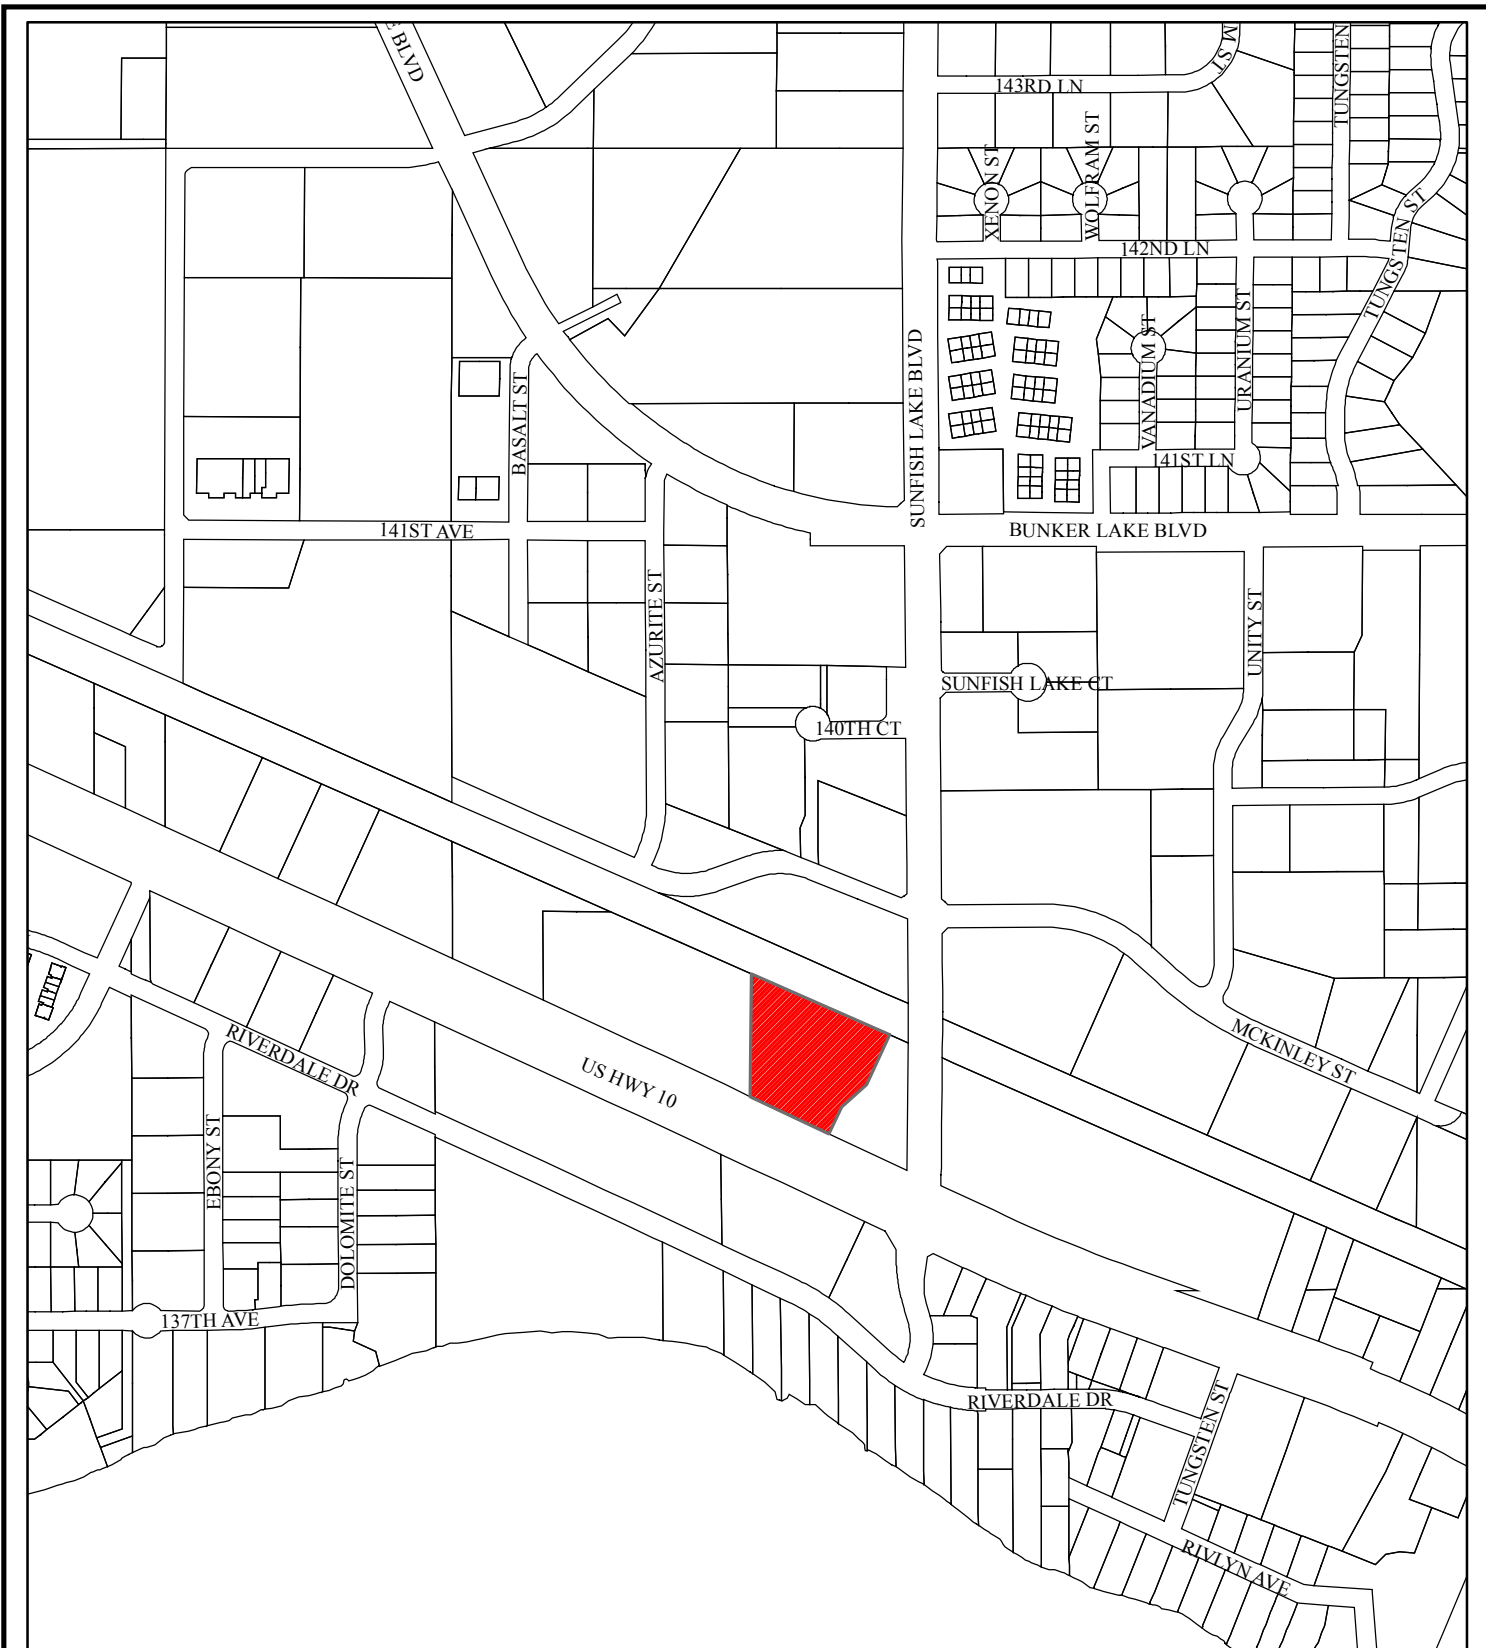 E BLVD
M ST
TUNGSTEN
143RD LN
XENON ST
WOLFRAM ST
TUNGSTEN ST
142ND LN
SUNFISH LAKE BLVD
VANADIUM ST
URANIUM ST
BASALT ST
141ST LN
141ST AVE
BUNKER LAKE BLVD
AZURITE ST
UNITY ST
SUNFISH LAKE CT
140TH CT
RIVERDALE DR
US HWY 10
MCKINLEY ST
EBONY ST
DOLOMITE ST
137TH AVE
RIVERDALE DR
TUNGSTEN ST
RIVLYN AVE